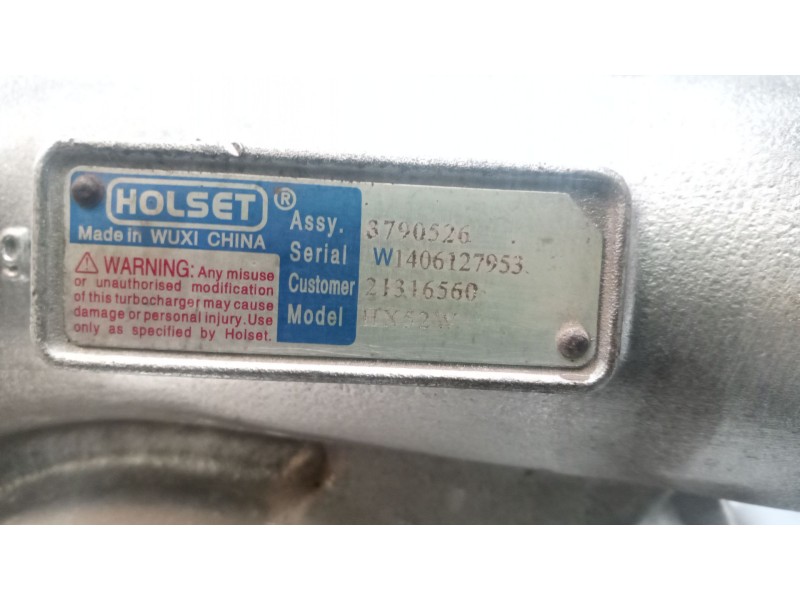 HOLSET ®
Made in WUXI CHINA
⚠ WARNING: Any misuse
or unauthorised modification
of this turbocharger may cause
damage or personal injury. Use
only as specified by Holset.
Assy. 3790526
Serial W1406127953
Customer 21316560
Model HX52W